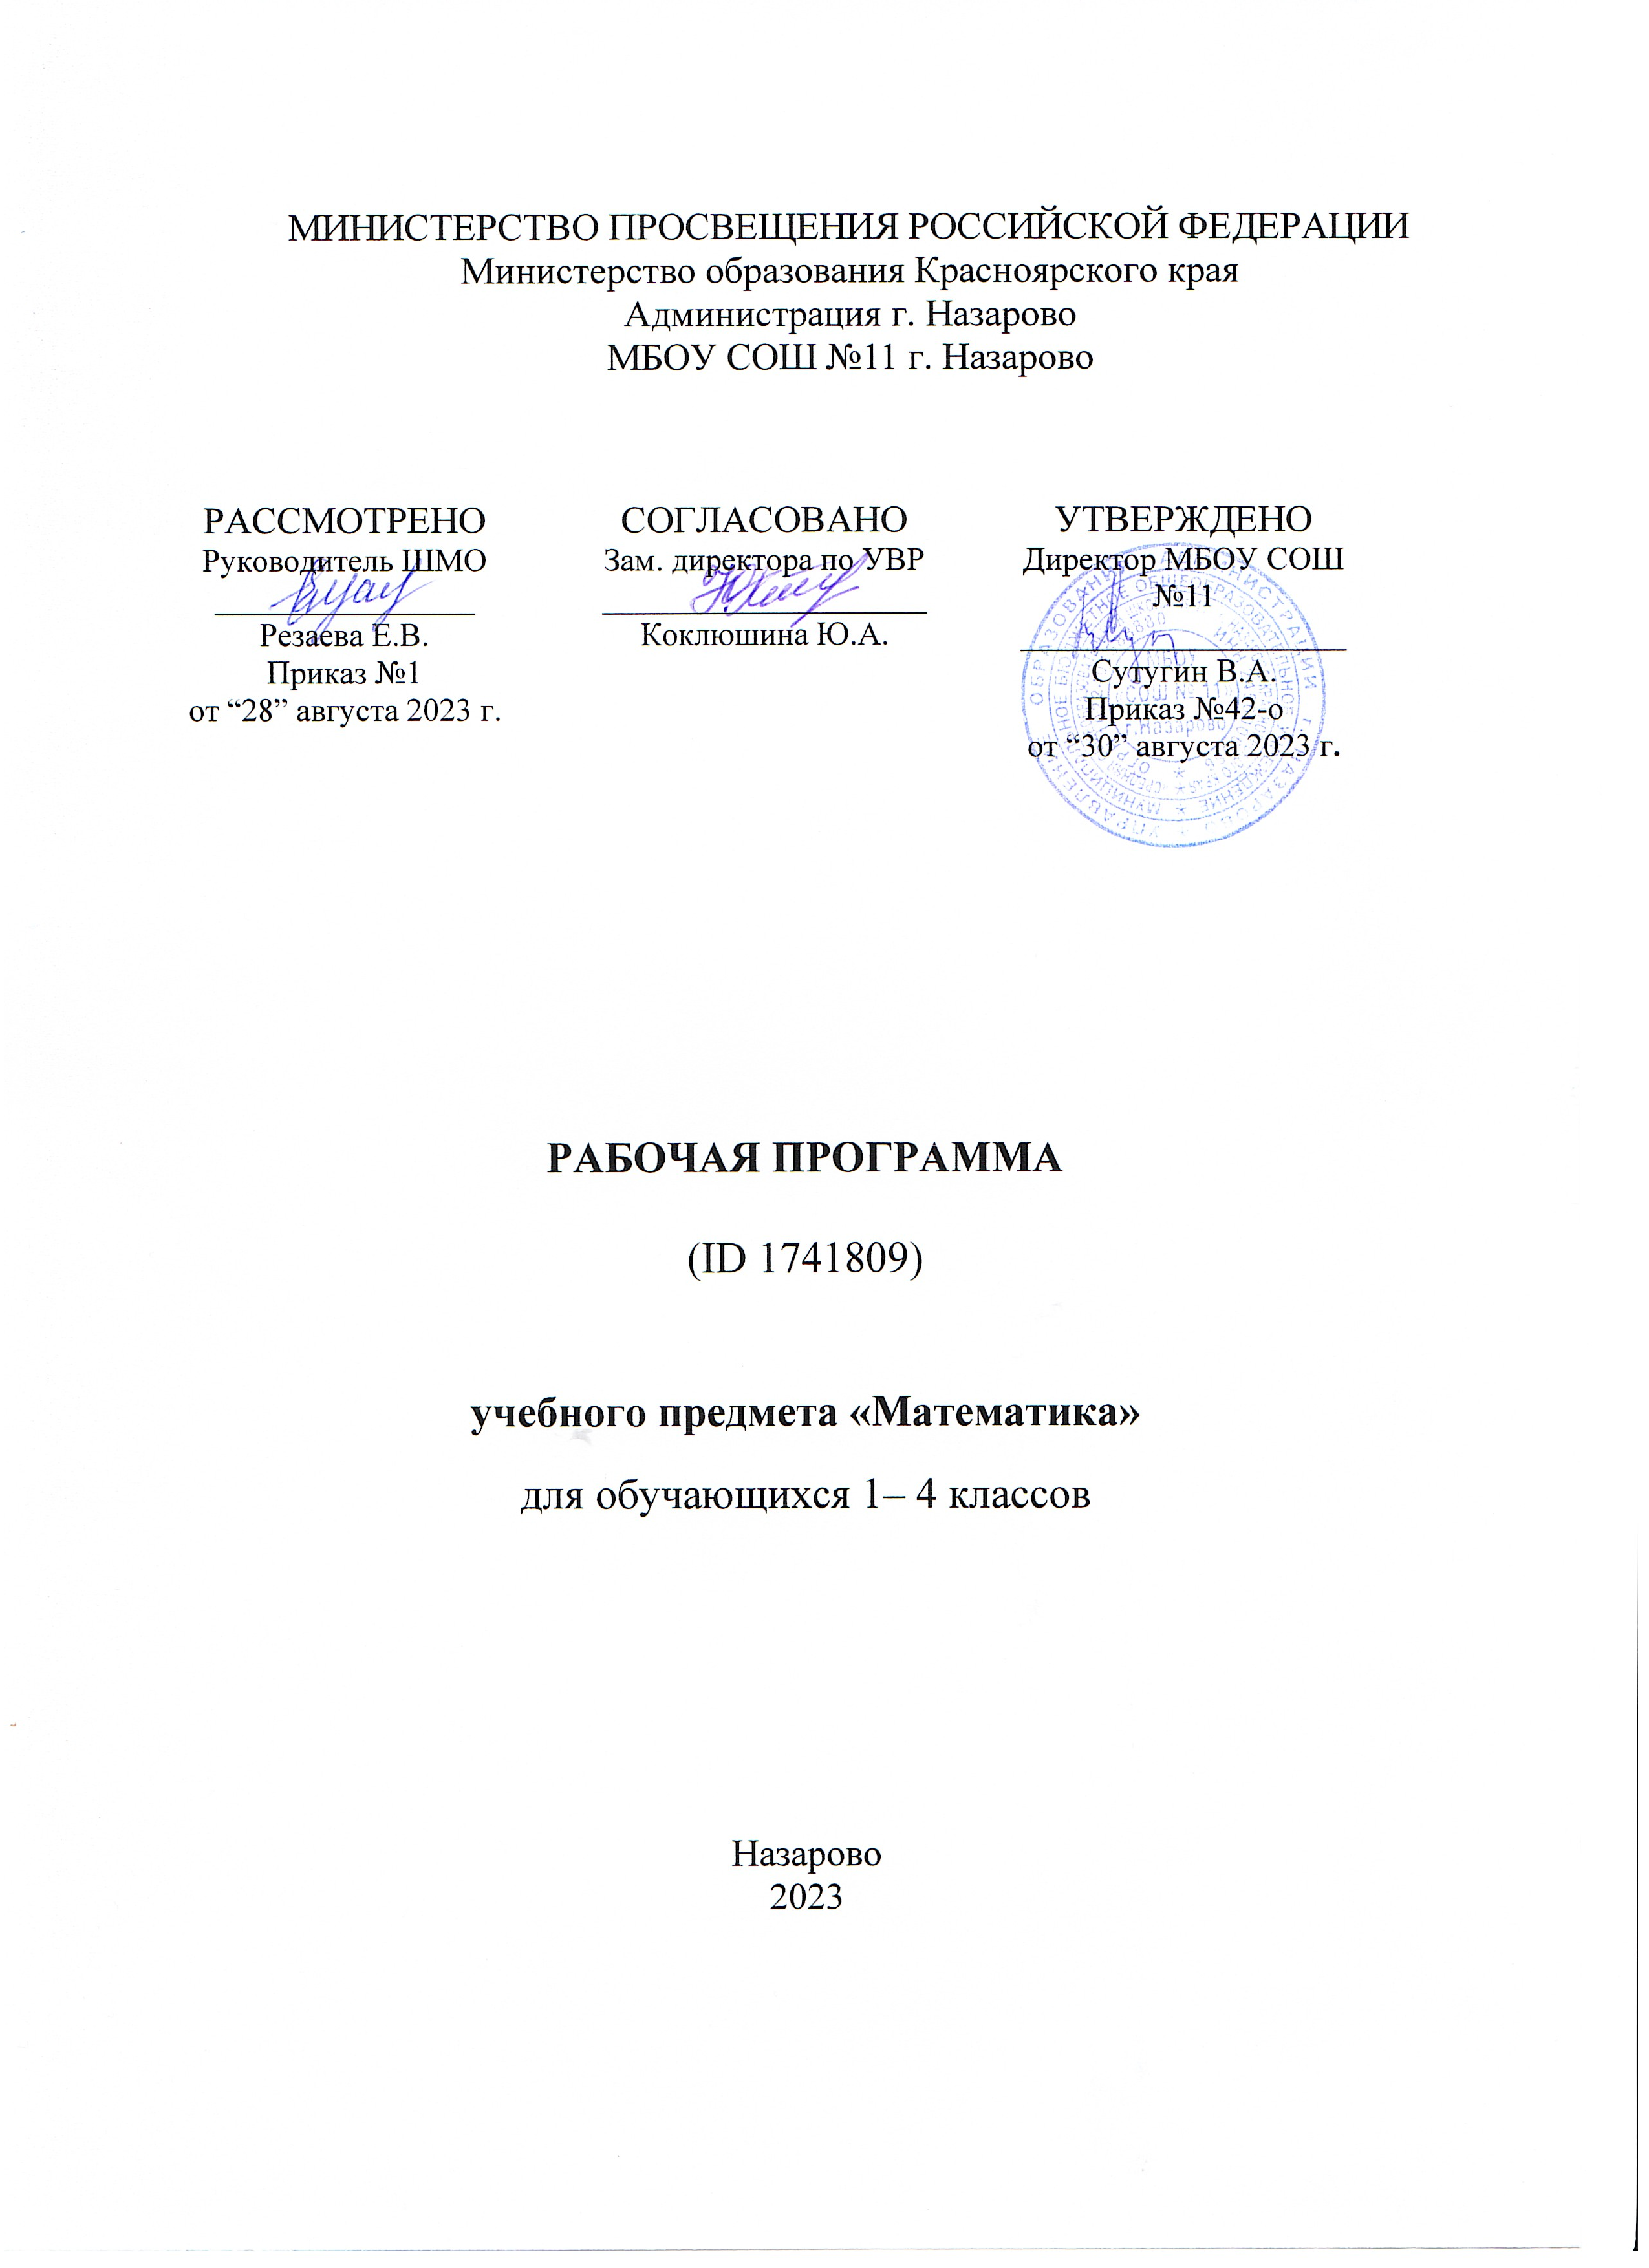 МИНИСТЕРСТВО ПРОСВЕЩЕНИЯ РОССИЙСКОЙ ФЕДЕРАЦИИ
Министерство образования Красноярского края
Администрация г. Назарово
МБОУ СОШ №11 г. Назарово
РАССМОТРЕНО
Руководитель ШМО
Резаева Е.В.
Приказ №1
от “28” августа 2023 г.
СОГЛАСОВАНО
Зам. директора по УВР
Коклюшина Ю.А.
УТВЕРЖДЕНО
Директор МБОУ СОШ
№11
Сутугин В.А.
Приказ №42-о
от “30” августа 2023 г.
РАБОЧАЯ ПРОГРАММА
(ID 1741809)
учебного предмета «Математика»
для обучающихся 1– 4 классов
Назарово
2023